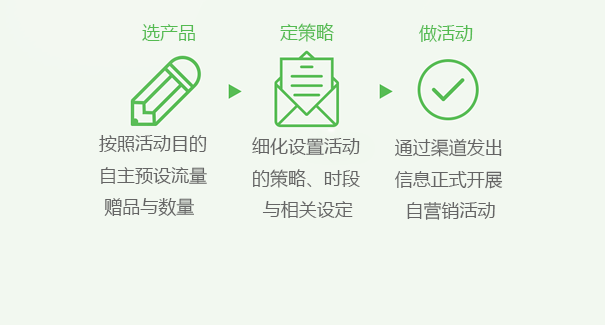 选产品
定策略
做活动
按照活动目的
自主预设流量
赠品与数量
细化设置活动
的策略、时段
与相关设定
通过渠道发出
信息正式开展
自营销活动